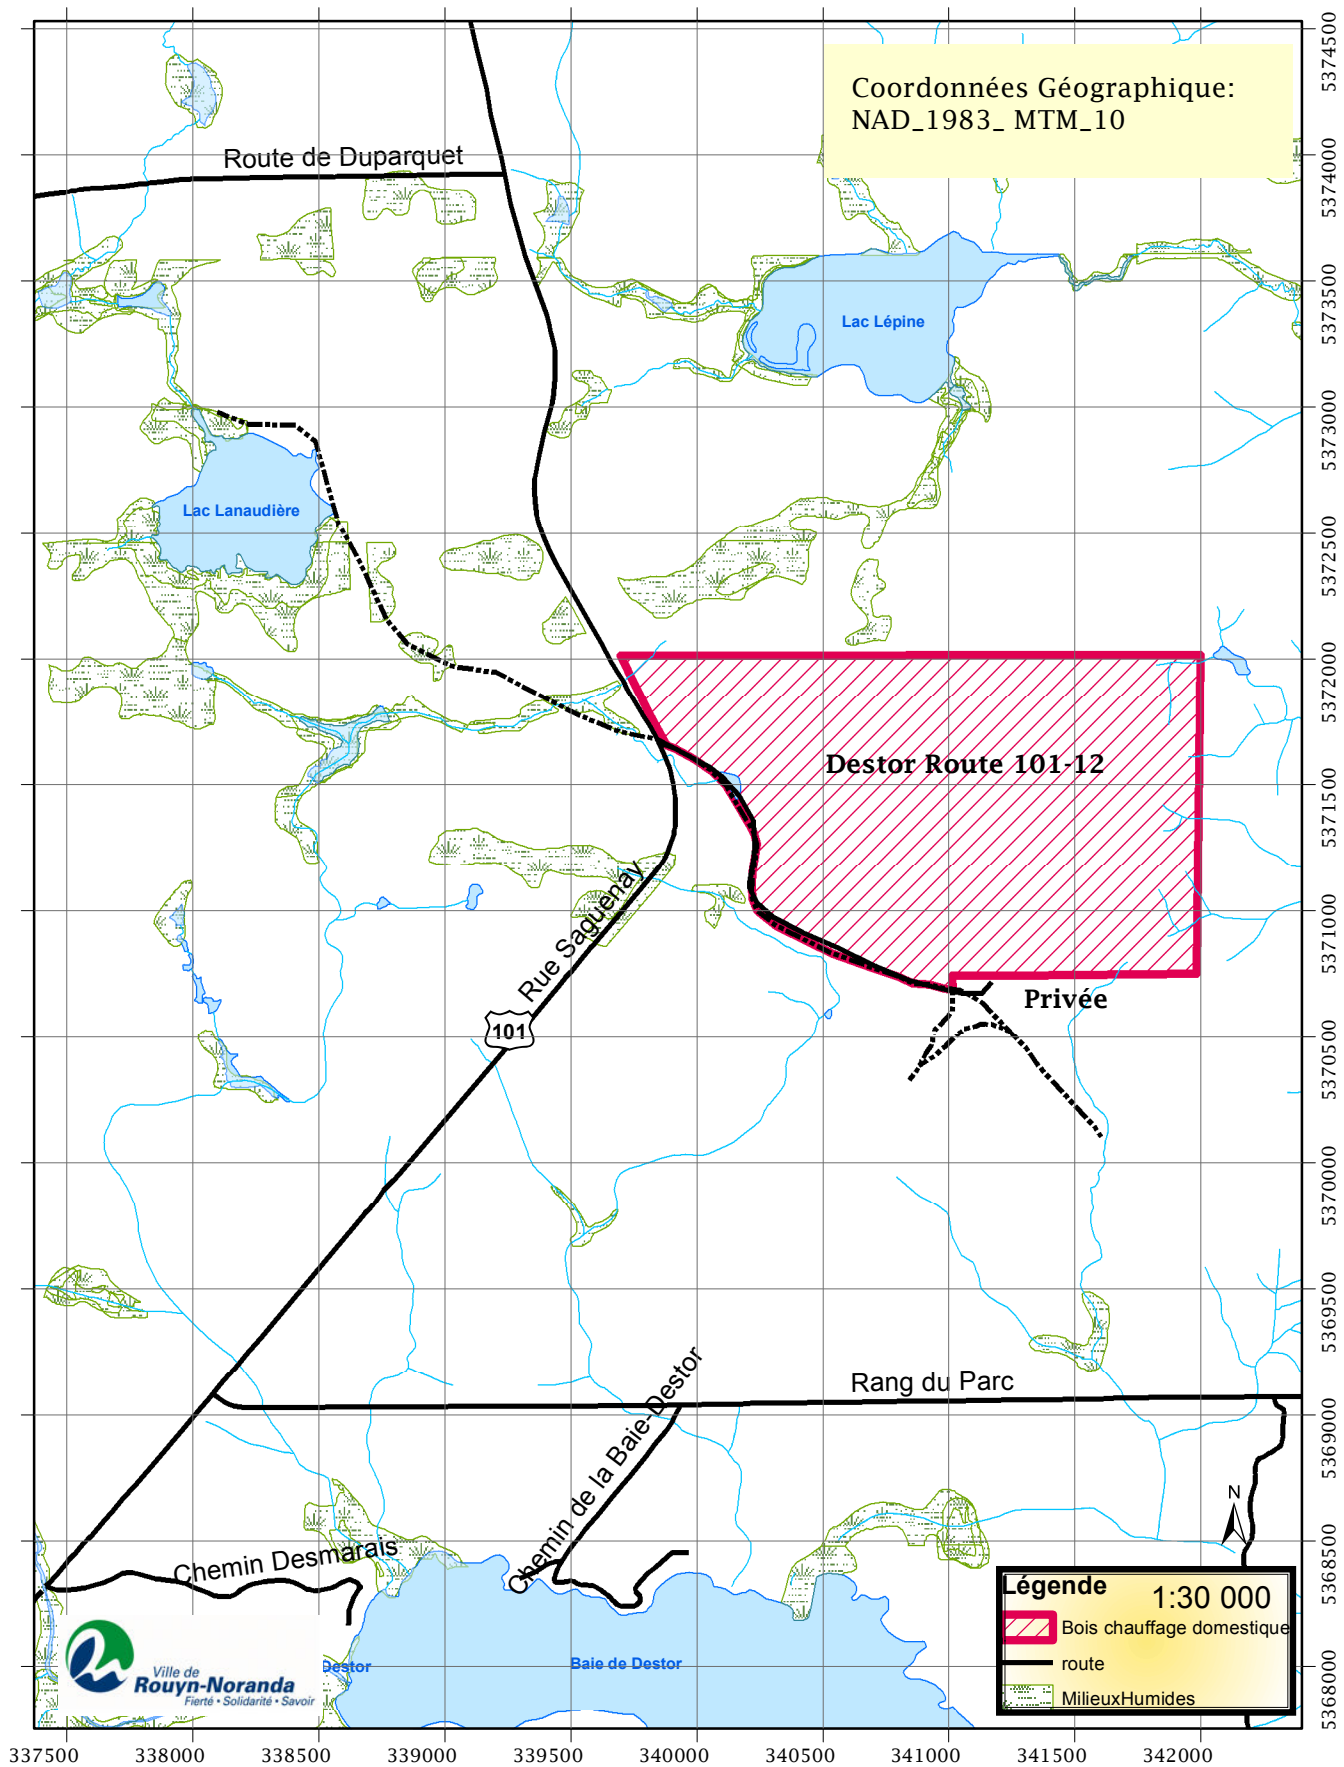 Coordonnées Géographique:
NAD_1983_ MTM_10
Route de Duparquet
Lac Lépine
Lac Lanaudière
Destor Route 101-12
Rue Saguenay
101
Privée
Rang du Parc
Chemin de la Baie-Destor
Chemin Desmarais
Destor
Baie de Destor
N
Légende
1:30 000
Bois chauffage domestique
route
MilieuxHumides
Ville de
Rouyn-Noranda
Fierté • Solidarité • Savoir
5374500
5374000
5373500
5373000
5372500
5372000
5371500
5371000
5370500
5370000
5369500
5369000
5368500
5368000
337500 338000 338500 339000 339500 340000 340500 341000 341500 342000